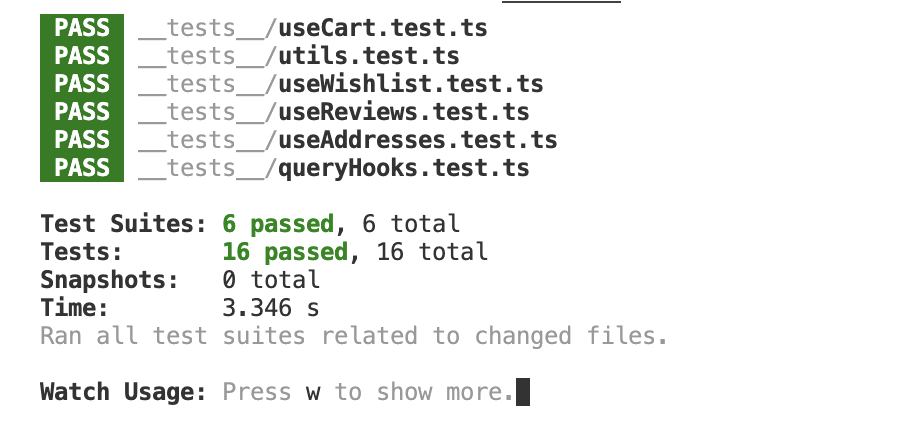 PASS __tests__/useCart.test.ts
PASS __tests__/utils.test.ts
PASS __tests__/useWishlist.test.ts
PASS __tests__/useReviews.test.ts
PASS __tests__/useAddresses.test.ts
PASS __tests__/queryHooks.test.ts
Test Suites: 6 passed, 6 total
Tests: 16 passed, 16 total
Snapshots: 0 total
Time: 3.346 s
Ran all test suites related to changed files.
Watch Usage: Press w to show more.